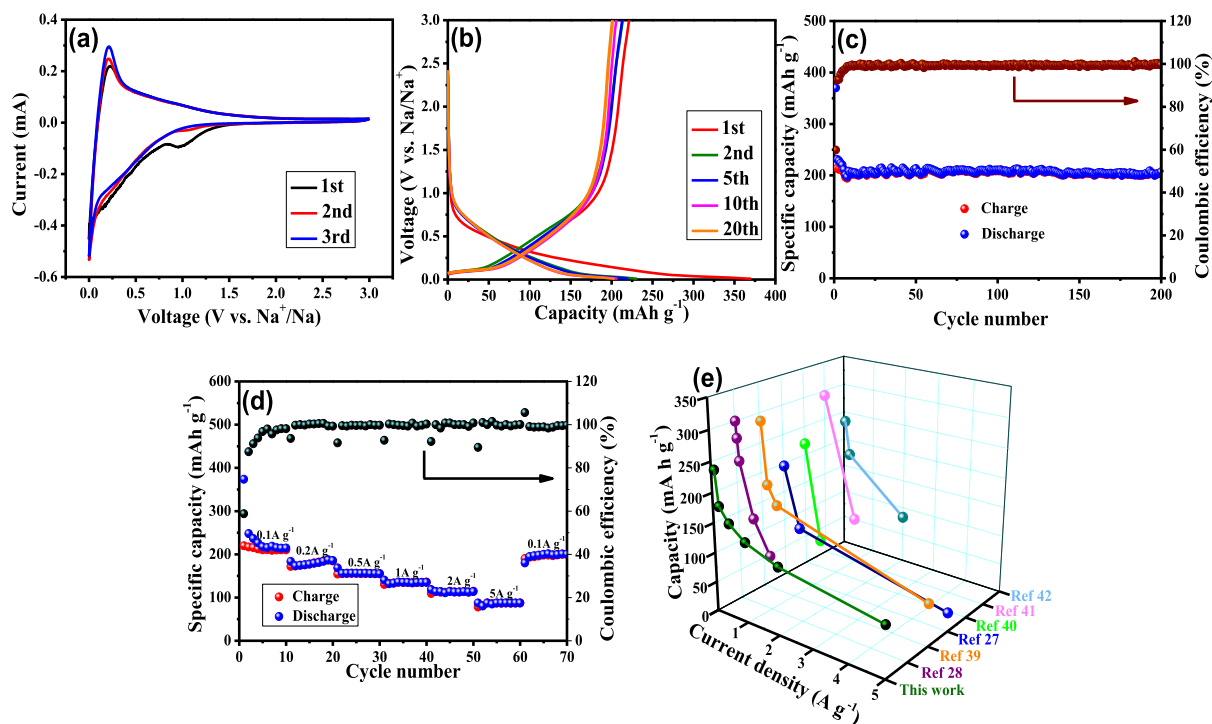 (a)
Current (mA)
0.4
0.2
0.0
-0.2
-0.4
-0.6
1st
2nd
3rd
0.0 0.5 1.0 1.5 2.0 2.5 3.0
Voltage (V vs. Na⁺/Na)
(b)
Voltage (V vs. Na/Na⁺)
3.0
2.5
2.0
1.5
1.0
0.5
0.0
1st
2nd
5th
10th
20th
0 50 100 150 200 250 300 350 400
Capacity (mAh g⁻¹)
(c)
Specific capacity (mAh g⁻¹)
500
400
300
200
100
0
Charge
Discharge
120
100
80
60
40
20
0
Coulombic efficiency (%)
0 50 100 150 200
Cycle number
(d)
Specific capacity (mAh g⁻¹)
600
500
400
300
200
100
0
0.1A g⁻¹
0.2A g⁻¹
0.5A g⁻¹
1A g⁻¹
2A g⁻¹
5A g⁻¹
0.1A g⁻¹
Charge
Discharge
120
100
80
60
40
20
0
Coulombic efficiency (%)
0 10 20 30 40 50 60 70
Cycle number
(e)
Capacity (mA h g⁻¹)
350
300
250
200
150
100
50
0
1
2
3
4
5
Current density (A g⁻¹)
Ref 42
Ref 41
Ref 40
Ref 27
Ref 39
Ref 28
This work